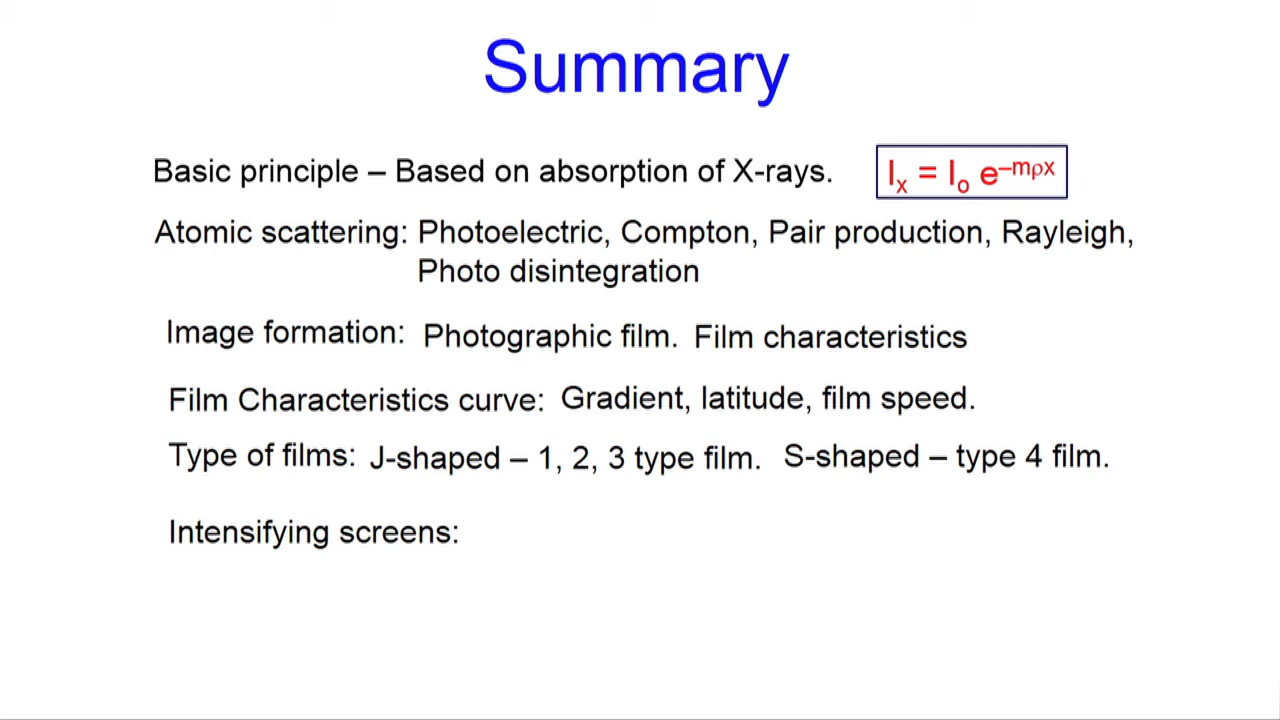 Summary
Basic principle – Based on absorption of X-rays. Iₓ = Iₒ e⁻ᵐᵖˣ
Atomic scattering: Photoelectric, Compton, Pair production, Rayleigh,
Photo disintegration
Image formation: Photographic film. Film characteristics
Film Characteristics curve: Gradient, latitude, film speed.
Type of films: J-shaped – 1, 2, 3 type film. S-shaped – type 4 film.
Intensifying screens: